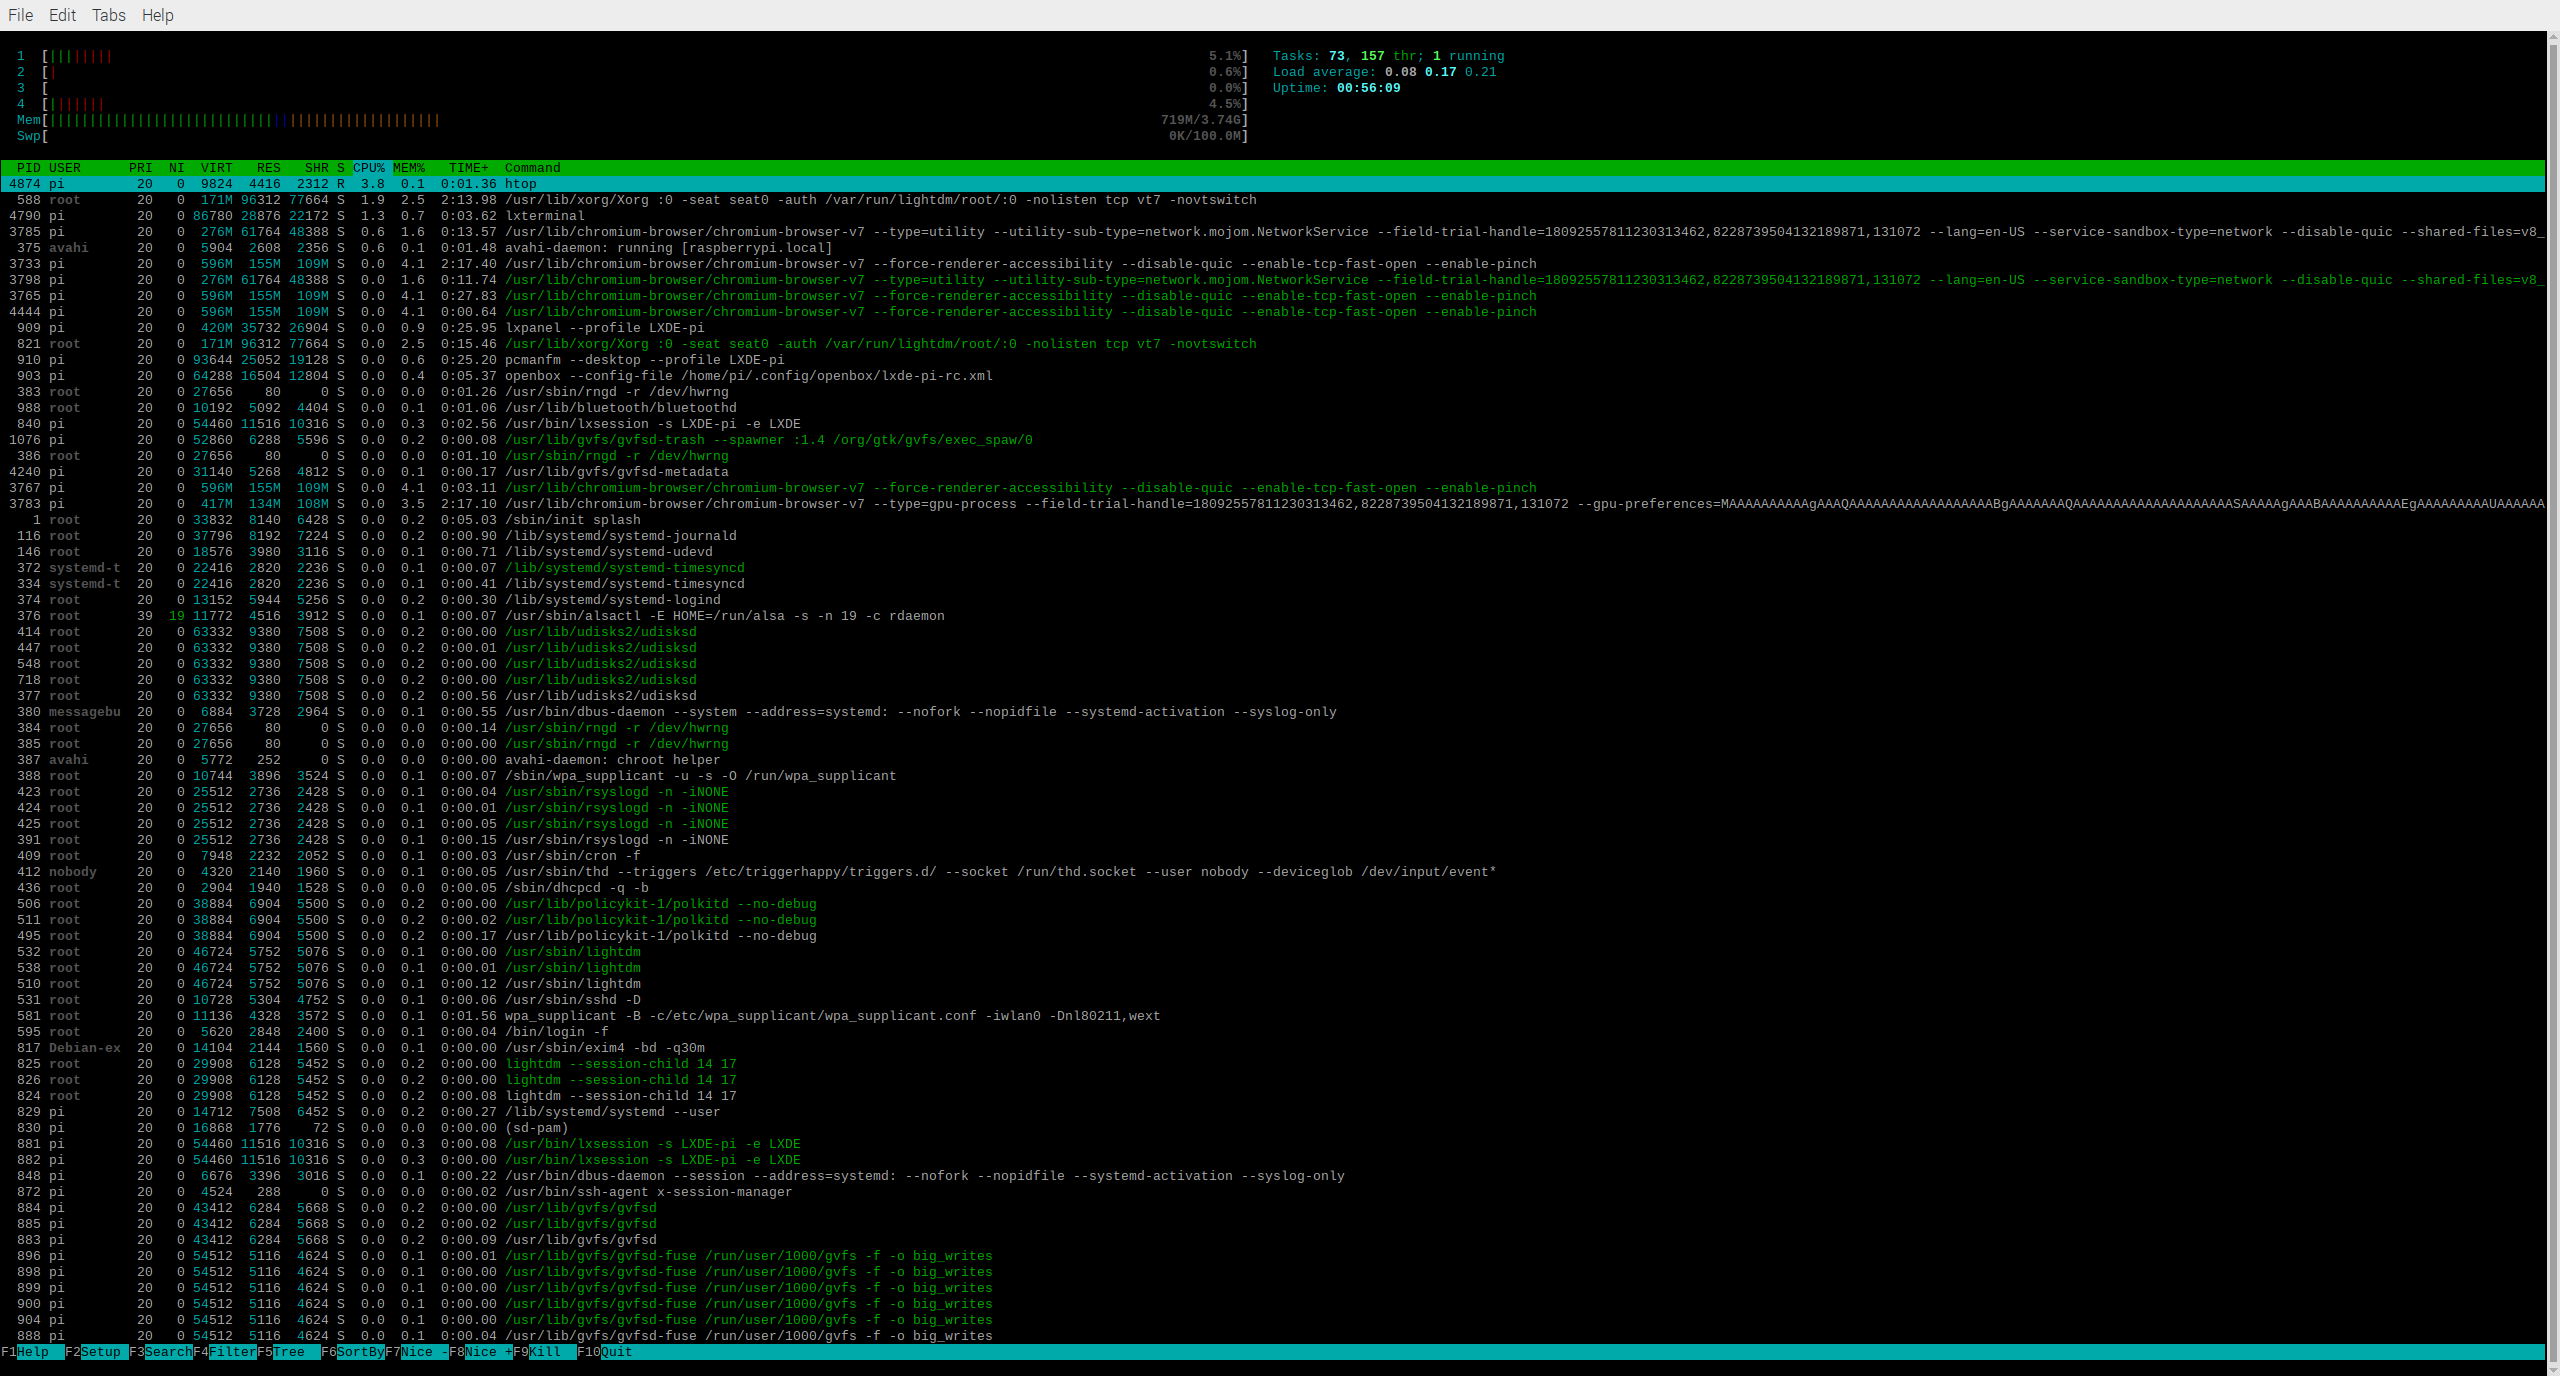 File Edit Tabs Help
1 [|||||||| 5.1%] Tasks: 73, 157 thr; 1 running
2 [| 0.6%] Load average: 0.08 0.17 0.21
3 [ 0.0%] Uptime: 00:56:09
4 [||||||| 4.5%]
Mem[||||||||||||||||||||||||||||||||||||||||||||||||| 719M/3.74G]
Swp[ 0K/100.0M]
PID USER PRI NI VIRT RES SHR S CPU% MEM% TIME+ Command
4874 pi 20 0 9824 4416 2312 R 3.8 0.1 0:01.36 htop
588 root 20 0 171M 96312 77664 S 1.9 2.5 2:13.98 /usr/lib/xorg/Xorg :0 -seat seat0 -auth /var/run/lightdm/root/:0 -nolisten tcp vt7 -novtswitch
4790 pi 20 0 86780 28876 22172 S 1.3 0.7 0:03.62 lxterminal
3785 pi 20 0 276M 61764 48388 S 0.6 1.6 0:13.57 /usr/lib/chromium-browser/chromium-browser-v7 --type=utility --utility-sub-type=network.mojom.NetworkService --field-trial-handle=18092557811230313462,8228739504132189871,131072 --lang=en-US --service-sandbox-type=network --disable-quic --shared-files=v8_
375 avahi 20 0 5904 2608 2356 S 0.6 0.1 0:01.48 avahi-daemon: running [raspberrypi.local]
3733 pi 20 0 596M 155M 109M S 0.0 4.1 2:17.40 /usr/lib/chromium-browser/chromium-browser-v7 --force-renderer-accessibility --disable-quic --enable-tcp-fast-open --enable-pinch
3798 pi 20 0 276M 61764 48388 S 0.0 1.6 0:11.74 /usr/lib/chromium-browser/chromium-browser-v7 --type=utility --utility-sub-type=network.mojom.NetworkService --field-trial-handle=18092557811230313462,8228739504132189871,131072 --lang=en-US --service-sandbox-type=network --disable-quic --shared-files=v8_
3765 pi 20 0 596M 155M 109M S 0.0 4.1 0:27.83 /usr/lib/chromium-browser/chromium-browser-v7 --force-renderer-accessibility --disable-quic --enable-tcp-fast-open --enable-pinch
4444 pi 20 0 596M 155M 109M S 0.0 4.1 0:00.64 /usr/lib/chromium-browser/chromium-browser-v7 --force-renderer-accessibility --disable-quic --enable-tcp-fast-open --enable-pinch
909 pi 20 0 420M 35732 26904 S 0.0 0.9 0:25.95 lxpanel --profile LXDE-pi
821 root 20 0 171M 96312 77664 S 0.0 2.5 0:15.46 /usr/lib/xorg/Xorg :0 -seat seat0 -auth /var/run/lightdm/root/:0 -nolisten tcp vt7 -novtswitch
910 pi 20 0 93644 25052 19128 S 0.0 0.6 0:25.20 pcmanfm --desktop --profile LXDE-pi
903 pi 20 0 64288 16504 12804 S 0.0 0.4 0:05.37 openbox --config-file /home/pi/.config/openbox/lxde-pi-rc.xml
383 root 20 0 27656 80 0 S 0.0 0.0 0:01.26 /usr/sbin/rngd -r /dev/hwrng
988 root 20 0 10192 5092 4404 S 0.0 0.1 0:01.06 /usr/lib/bluetooth/bluetoothd
840 pi 20 0 54460 11516 10316 S 0.0 0.3 0:02.56 /usr/bin/lxsession -s LXDE-pi -e LXDE
1076 pi 20 0 52860 6288 5596 S 0.0 0.2 0:00.08 /usr/lib/gvfs/gvfsd-trash --spawner :1.4 /org/gtk/gvfs/exec_spaw/0
386 root 20 0 27656 80 0 S 0.0 0.0 0:01.10 /usr/sbin/rngd -r /dev/hwrng
4240 pi 20 0 31140 5268 4812 S 0.0 0.1 0:00.17 /usr/lib/gvfs/gvfsd-metadata
3767 pi 20 0 596M 155M 109M S 0.0 4.1 0:03.11 /usr/lib/chromium-browser/chromium-browser-v7 --force-renderer-accessibility --disable-quic --enable-tcp-fast-open --enable-pinch
3783 pi 20 0 417M 134M 108M S 0.0 3.5 2:17.10 /usr/lib/chromium-browser/chromium-browser-v7 --type=gpu-process --field-trial-handle=18092557811230313462,8228739504132189871,131072 --gpu-preferences=MAAAAAAAAAAgAAAQAAAAAAAAAAAAAAAAAABgAAAAAAAQAAAAAAAAAAAAAAAAAAAASAAAAAgAAABAAAAAAAAAAEgAAAAAAAAAUAAAAAA
1 root 20 0 33832 8140 6428 S 0.0 0.2 0:05.03 /sbin/init splash
116 root 20 0 37796 8192 7224 S 0.0 0.2 0:00.90 /lib/systemd/systemd-journald
146 root 20 0 18576 3980 3116 S 0.0 0.1 0:00.71 /lib/systemd/systemd-udevd
372 systemd-t 20 0 22416 2820 2236 S 0.0 0.1 0:00.07 /lib/systemd/systemd-timesyncd
334 systemd-t 20 0 22416 2820 2236 S 0.0 0.1 0:00.41 /lib/systemd/systemd-timesyncd
374 root 20 0 13152 5944 5256 S 0.0 0.2 0:00.30 /lib/systemd/systemd-logind
376 root 39 19 11772 4516 3912 S 0.0 0.1 0:00.07 /usr/sbin/alsactl -E HOME=/run/alsa -s -n 19 -c rdaemon
414 root 20 0 63332 9380 7508 S 0.0 0.2 0:00.00 /usr/lib/udisks2/udisksd
447 root 20 0 63332 9380 7508 S 0.0 0.2 0:00.01 /usr/lib/udisks2/udisksd
548 root 20 0 63332 9380 7508 S 0.0 0.2 0:00.00 /usr/lib/udisks2/udisksd
718 root 20 0 63332 9380 7508 S 0.0 0.2 0:00.00 /usr/lib/udisks2/udisksd
377 root 20 0 63332 9380 7508 S 0.0 0.2 0:00.56 /usr/lib/udisks2/udisksd
380 messagebu 20 0 6884 3728 2964 S 0.0 0.1 0:00.55 /usr/bin/dbus-daemon --system --address=systemd: --nofork --nopidfile --systemd-activation --syslog-only
384 root 20 0 27656 80 0 S 0.0 0.0 0:00.14 /usr/sbin/rngd -r /dev/hwrng
385 root 20 0 27656 80 0 S 0.0 0.0 0:00.00 /usr/sbin/rngd -r /dev/hwrng
387 avahi 20 0 5772 252 0 S 0.0 0.0 0:00.00 avahi-daemon: chroot helper
388 root 20 0 10744 3896 3524 S 0.0 0.1 0:00.07 /sbin/wpa_supplicant -u -s -O /run/wpa_supplicant
423 root 20 0 25512 2736 2428 S 0.0 0.1 0:00.04 /usr/sbin/rsyslogd -n -iNONE
424 root 20 0 25512 2736 2428 S 0.0 0.1 0:00.01 /usr/sbin/rsyslogd -n -iNONE
425 root 20 0 25512 2736 2428 S 0.0 0.1 0:00.05 /usr/sbin/rsyslogd -n -iNONE
391 root 20 0 25512 2736 2428 S 0.0 0.1 0:00.15 /usr/sbin/rsyslogd -n -iNONE
409 root 20 0 7948 2232 2052 S 0.0 0.1 0:00.03 /usr/sbin/cron -f
412 nobody 20 0 4320 2140 1960 S 0.0 0.1 0:00.05 /usr/sbin/thd --triggers /etc/triggerhappy/triggers.d/ --socket /run/thd.socket --user nobody --deviceglob /dev/input/event*
436 root 20 0 2904 1940 1528 S 0.0 0.0 0:00.05 /sbin/dhcpcd -q -b
506 root 20 0 38884 6904 5500 S 0.0 0.2 0:00.00 /usr/lib/policykit-1/polkitd --no-debug
511 root 20 0 38884 6904 5500 S 0.0 0.2 0:00.02 /usr/lib/policykit-1/polkitd --no-debug
495 root 20 0 38884 6904 5500 S 0.0 0.2 0:00.17 /usr/lib/policykit-1/polkitd --no-debug
532 root 20 0 46724 5752 5076 S 0.0 0.1 0:00.00 /usr/sbin/lightdm
538 root 20 0 46724 5752 5076 S 0.0 0.1 0:00.01 /usr/sbin/lightdm
510 root 20 0 46724 5752 5076 S 0.0 0.1 0:00.12 /usr/sbin/lightdm
531 root 20 0 10728 5304 4752 S 0.0 0.1 0:00.06 /usr/sbin/sshd -D
581 root 20 0 11136 4328 3572 S 0.0 0.1 0:01.56 wpa_supplicant -B -c/etc/wpa_supplicant/wpa_supplicant.conf -iwlan0 -Dnl80211,wext
595 root 20 0 5620 2848 2400 S 0.0 0.1 0:00.04 /bin/login -f
817 Debian-ex 20 0 14104 2144 1560 S 0.0 0.1 0:00.00 /usr/sbin/exim4 -bd -q30m
825 root 20 0 29908 6128 5452 S 0.0 0.2 0:00.00 lightdm --session-child 14 17
826 root 20 0 29908 6128 5452 S 0.0 0.2 0:00.00 lightdm --session-child 14 17
824 root 20 0 29908 6128 5452 S 0.0 0.2 0:00.08 lightdm --session-child 14 17
829 pi 20 0 14712 7508 6452 S 0.0 0.2 0:00.27 /lib/systemd/systemd --user
830 pi 20 0 16868 1776 72 S 0.0 0.0 0:00.00 (sd-pam)
881 pi 20 0 54460 11516 10316 S 0.0 0.3 0:00.08 /usr/bin/lxsession -s LXDE-pi -e LXDE
882 pi 20 0 54460 11516 10316 S 0.0 0.3 0:00.00 /usr/bin/lxsession -s LXDE-pi -e LXDE
848 pi 20 0 6676 3396 3016 S 0.0 0.1 0:00.22 /usr/bin/dbus-daemon --session --address=systemd: --nofork --nopidfile --systemd-activation --syslog-only
872 pi 20 0 4524 288 0 S 0.0 0.0 0:00.02 /usr/bin/ssh-agent x-session-manager
884 pi 20 0 43412 6284 5668 S 0.0 0.2 0:00.00 /usr/lib/gvfs/gvfsd
885 pi 20 0 43412 6284 5668 S 0.0 0.2 0:00.02 /usr/lib/gvfs/gvfsd
883 pi 20 0 43412 6284 5668 S 0.0 0.2 0:00.09 /usr/lib/gvfs/gvfsd
896 pi 20 0 54512 5116 4624 S 0.0 0.1 0:00.01 /usr/lib/gvfs/gvfsd-fuse /run/user/1000/gvfs -f -o big_writes
898 pi 20 0 54512 5116 4624 S 0.0 0.1 0:00.00 /usr/lib/gvfs/gvfsd-fuse /run/user/1000/gvfs -f -o big_writes
899 pi 20 0 54512 5116 4624 S 0.0 0.1 0:00.00 /usr/lib/gvfs/gvfsd-fuse /run/user/1000/gvfs -f -o big_writes
900 pi 20 0 54512 5116 4624 S 0.0 0.1 0:00.00 /usr/lib/gvfs/gvfsd-fuse /run/user/1000/gvfs -f -o big_writes
904 pi 20 0 54512 5116 4624 S 0.0 0.1 0:00.00 /usr/lib/gvfs/gvfsd-fuse /run/user/1000/gvfs -f -o big_writes
888 pi 20 0 54512 5116 4624 S 0.0 0.1 0:00.04 /usr/lib/gvfs/gvfsd-fuse /run/user/1000/gvfs -f -o big_writes
F1Help F2Setup F3SearchF4FilterF5Tree F6SortByF7Nice -F8Nice +F9Kill F10Quit